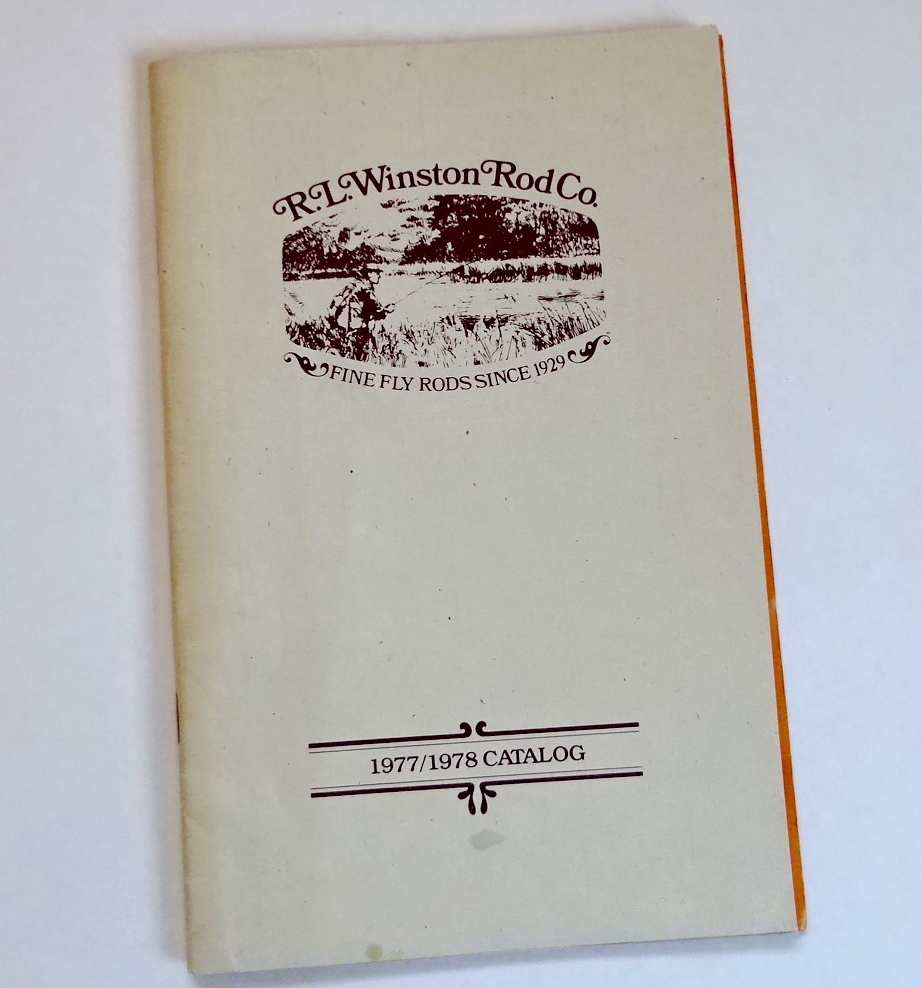 R.L.Winston Rod Co.
FINE FLY RODS SINCE 1929
1977/1978 CATALOG